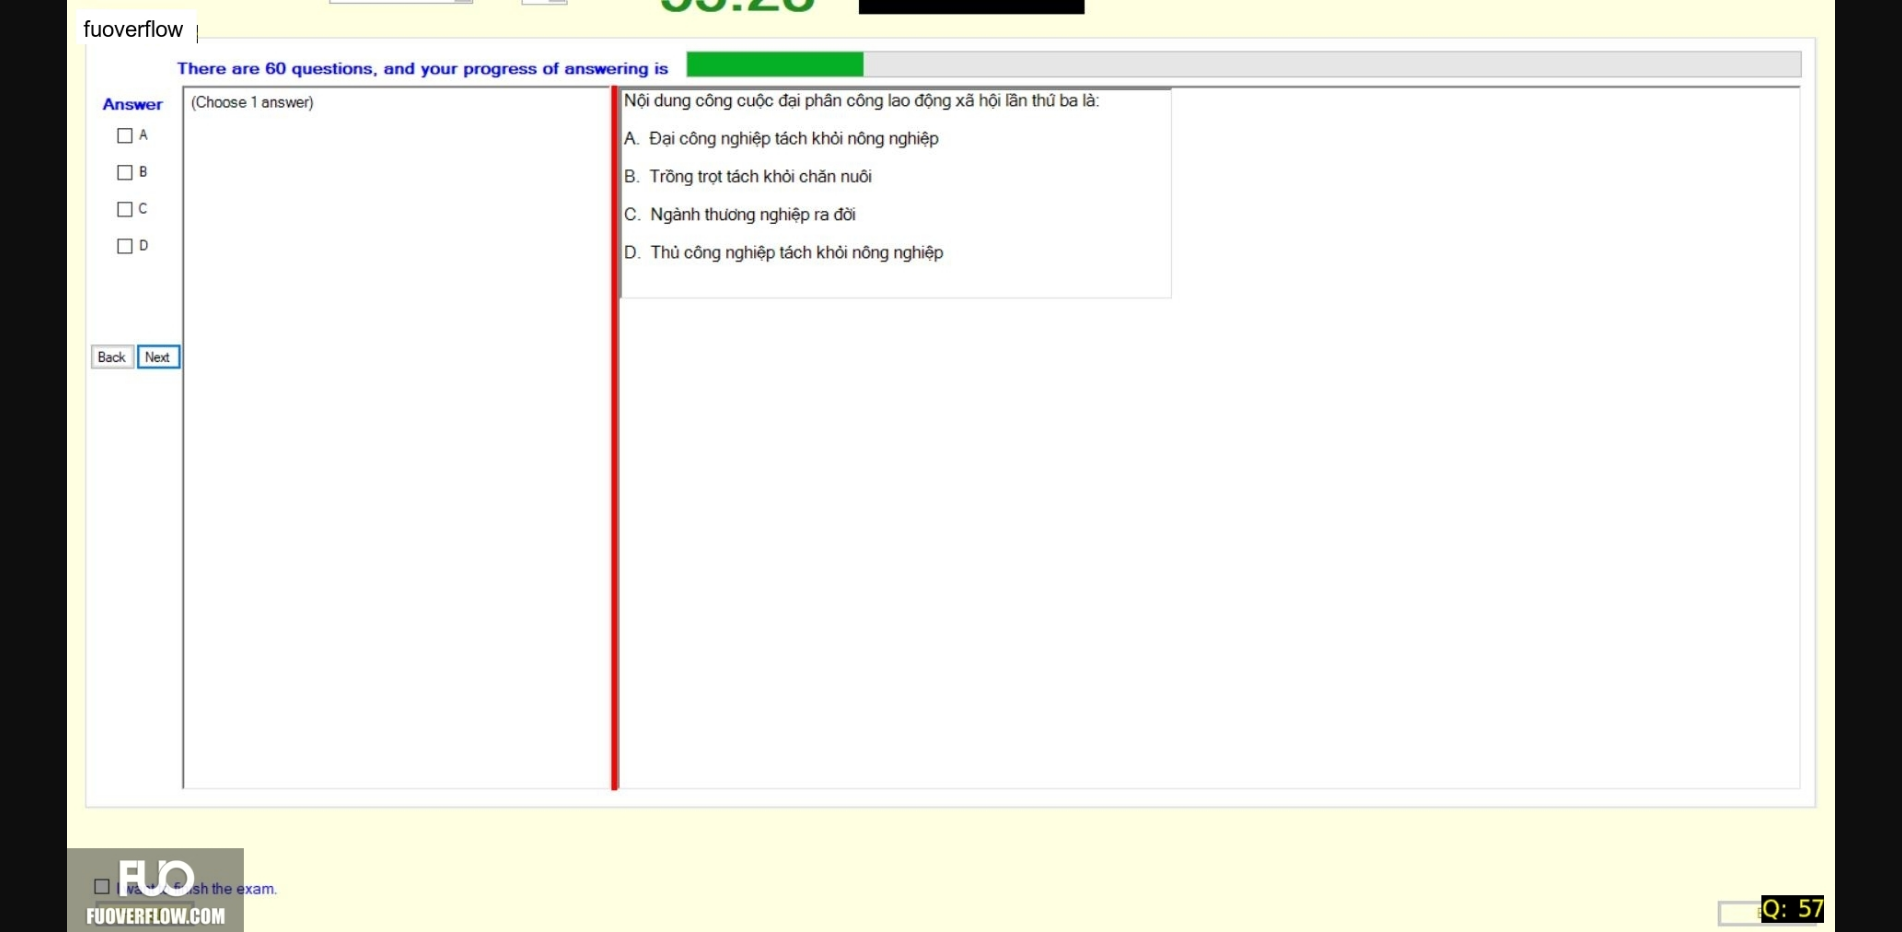 fuoverflow
There are 60 questions, and your progress of answering is
Answer
(Choose 1 answer)
A
B
C
D
Back Next
Nội dung công cuộc đại phân công lao động xã hội lần thứ ba là:
A. Đại công nghiệp tách khỏi nông nghiệp
B. Trồng trọt tách khỏi chăn nuôi
C. Ngành thương nghiệp ra đời
D. Thủ công nghiệp tách khỏi nông nghiệp
FUO
finish the exam.
FUOVERFLOW.COM
Q: 57